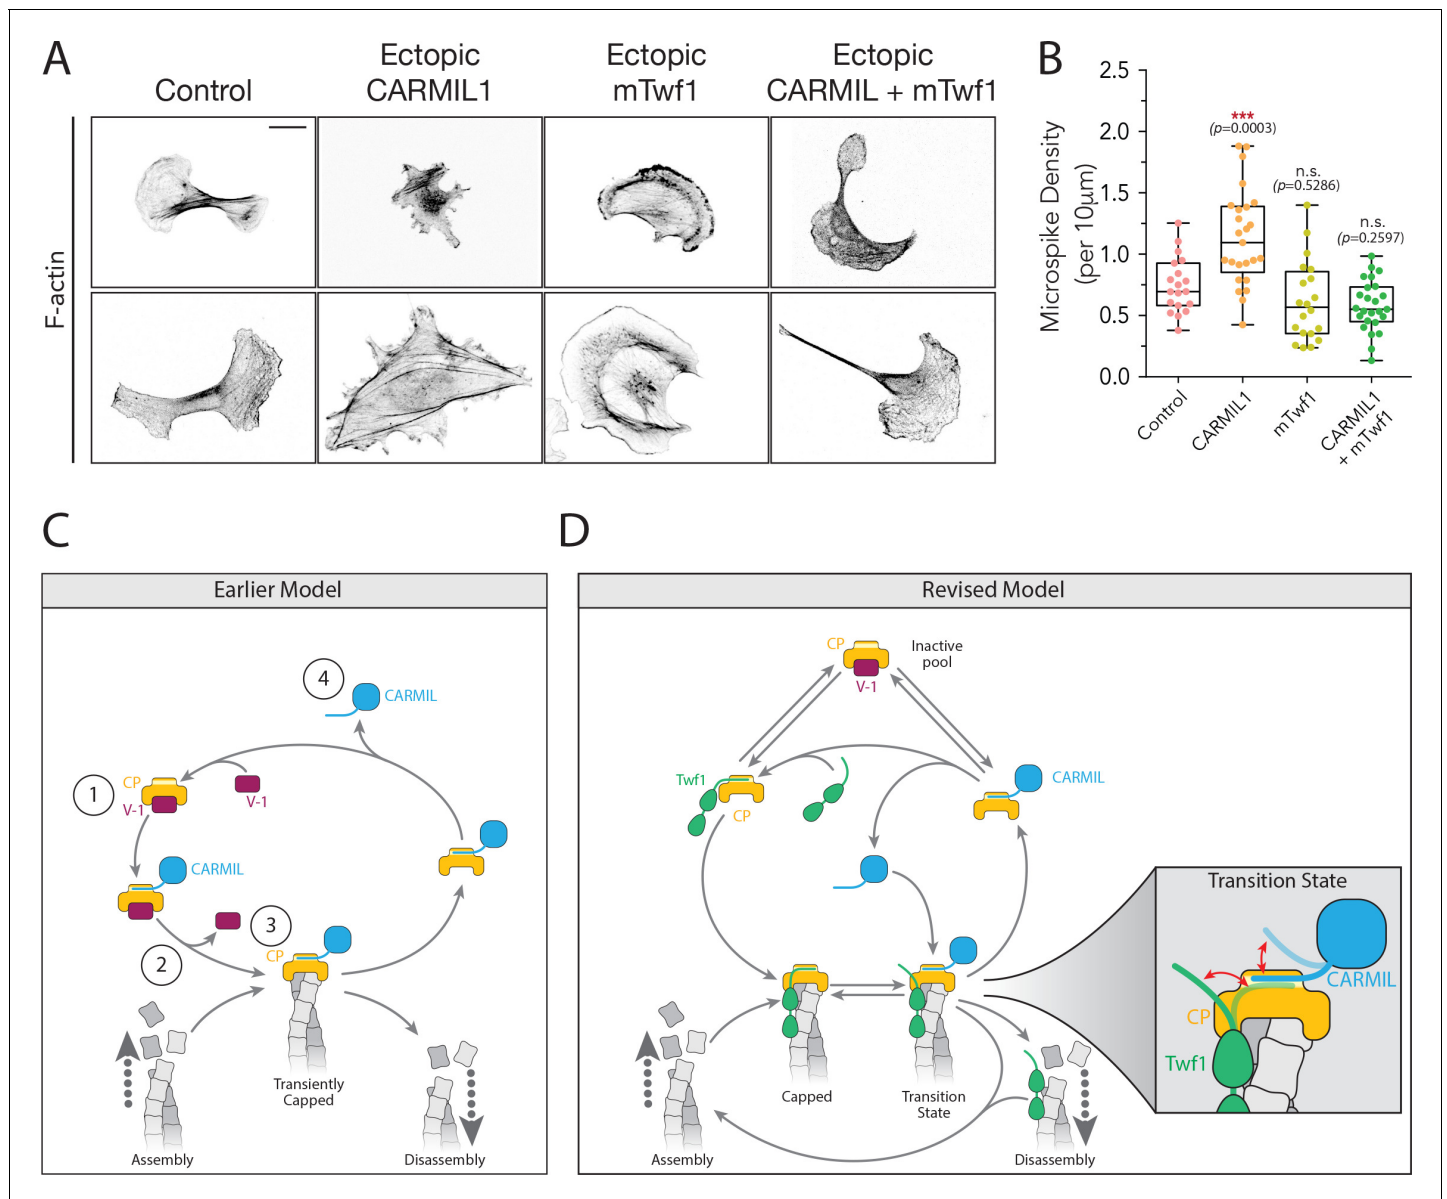 A
Control
Ectopic
CARMIL1
Ectopic
mTwf1
Ectopic
CARMIL + mTwf1
F-actin
B
Microspike Density
(per 10μm)
2.5
2.0
1.5
1.0
0.5
0.0
***
(p=0.0003)
n.s.
(p=0.5286)
n.s.
(p=0.2597)
Control
CARMIL1
mTwf1
CARMIL1
+ mTwf1
C
Earlier Model
4
CARMIL
1
CP
V-1
V-1
CARMIL
2
3
CP
Transiently
Capped
Assembly
Disassembly
D
Revised Model
CP
V-1
Inactive
pool
Twf1
CP
CARMIL
Capped
Transition
State
Assembly
Disassembly
Transition State
CARMIL
CP
Twf1